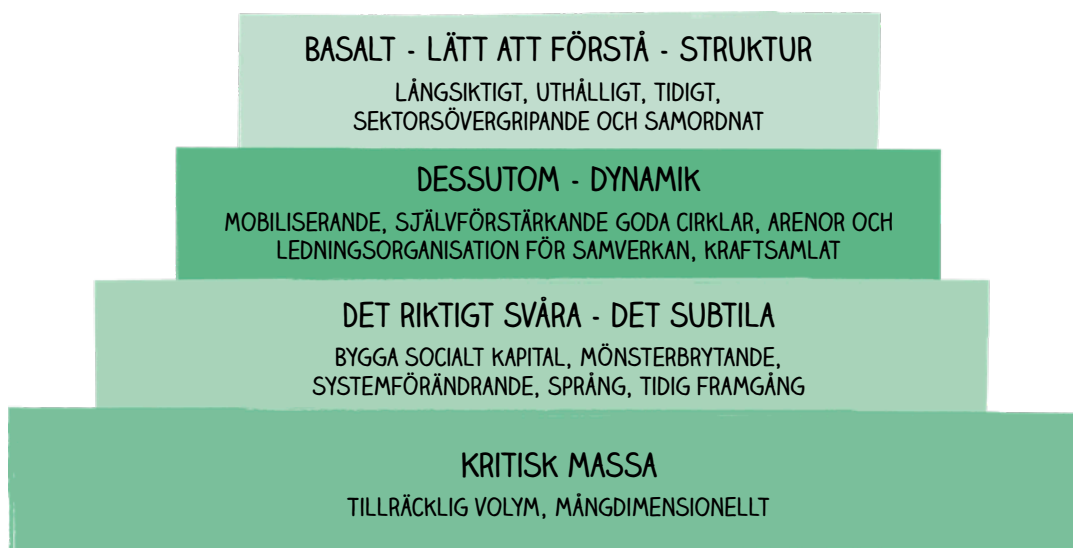 BASALT - LÄTT ATT FÖRSTÅ - STRUKTUR
LÅNGSIKTIGT, UTHÅLLIGT, TIDIGT,
SEKTORSÖVERGRIPANDE OCH SAMORDNAT
DESSUTOM - DYNAMIK
MOBILISERANDE, SJÄLVFÖRSTÄRKANDE GODA CIRKLAR, ARENOR OCH
LEDNINGSORGANISATION FÖR SAMVERKAN, KRAFTSAMLAT
DET RIKTIGT SVÅRA - DET SUBTILA
BYGGA SOCIALT KAPITAL, MÖNSTERBRYTANDE,
SYSTEMFÖRÄNDRANDE, SPRÅNG, TIDIG FRAMGÅNG
KRITISK MASSA
TILLRÄCKLIG VOLYM, MÅNGDIMENSIONELLT